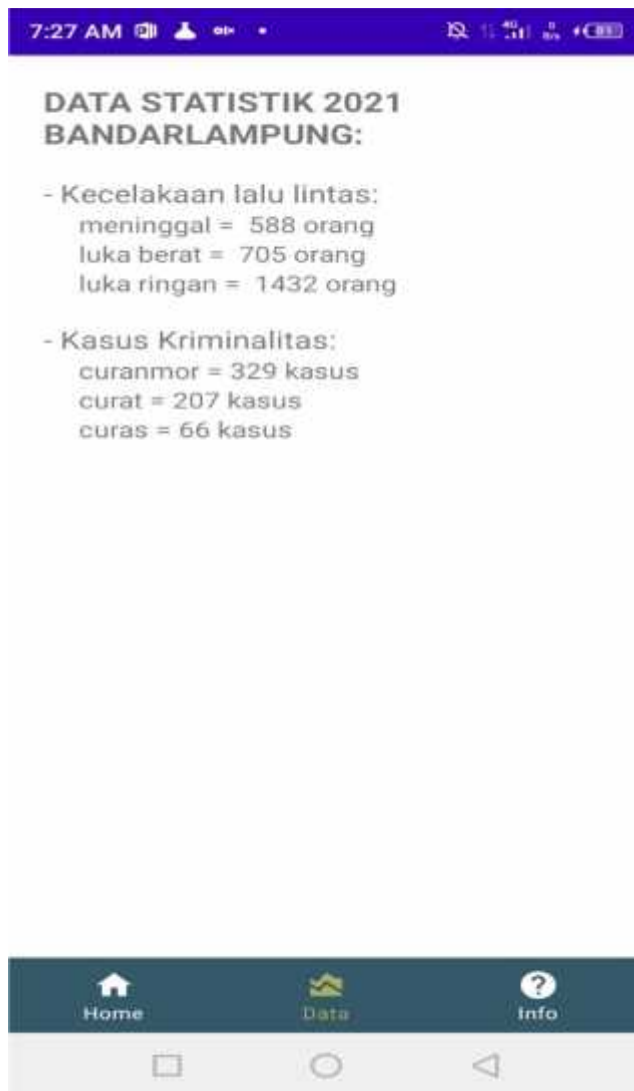 7:27 AM
DATA STATISTIK 2021
BANDARLAMPUNG:
- Kecelakaan lalu lintas:
meninggal = 588 orang
luka berat = 705 orang
luka ringan = 1432 orang
- Kasus Kriminalitas:
curanmor = 329 kasus
curat = 207 kasus
curas = 66 kasus
Home
Data
Info